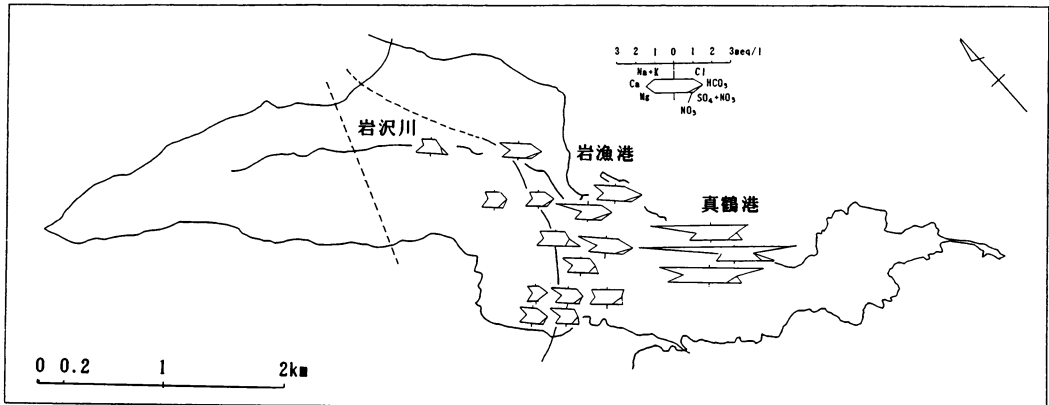 3 2 1 0 1 2 3meq/l
Na+K Cl
Ca HCO3
Mg SO4+NO3
NO3
岩沢川
岩漁港
真鶴港
0 0.2 1 2km